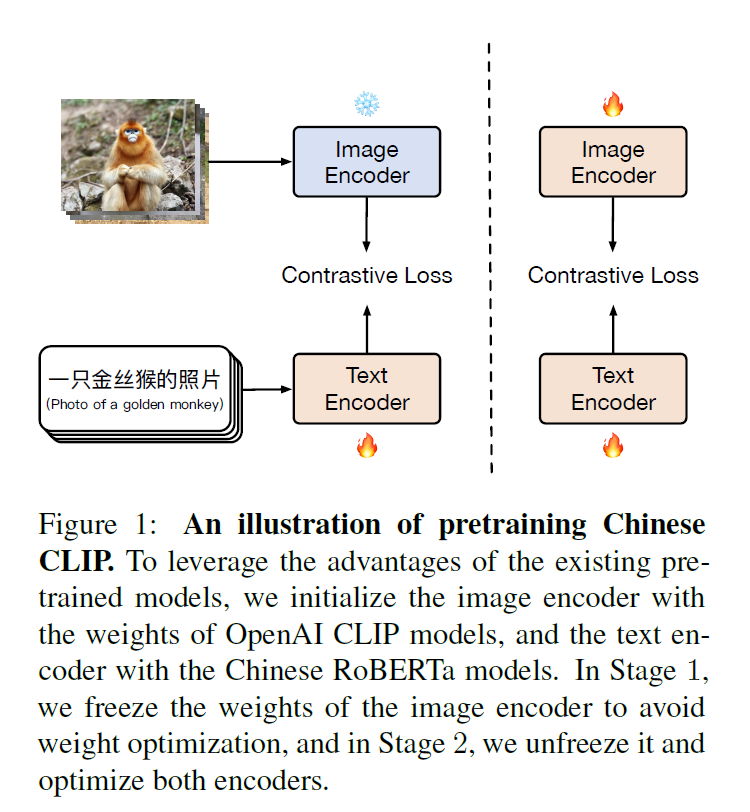 Image
Encoder
Image
Encoder
Contrastive Loss
Contrastive Loss
一只金丝猴的照片
(Photo of a golden monkey)
Text
Encoder
Text
Encoder
Figure 1: An illustration of pretraining Chinese
CLIP. To leverage the advantages of the existing pre-
trained models, we initialize the image encoder with
the weights of OpenAI CLIP models, and the text en-
coder with the Chinese RoBERTa models. In Stage 1,
we freeze the weights of the image encoder to avoid
weight optimization, and in Stage 2, we unfreeze it and
optimize both encoders.